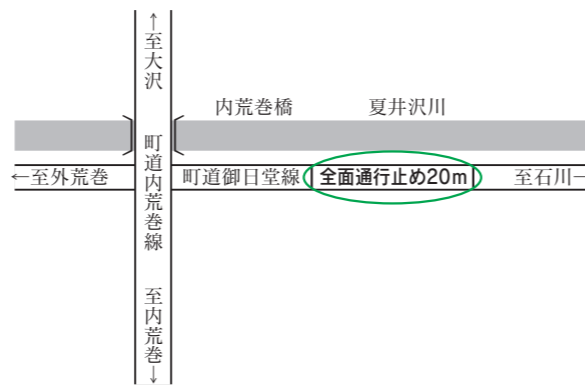 ←至大沢
内荒巻橋
夏井沢川
町道内荒巻線
←至外荒巻
町道御日堂線
全面通行止め20m
至石川→
至内荒巻→